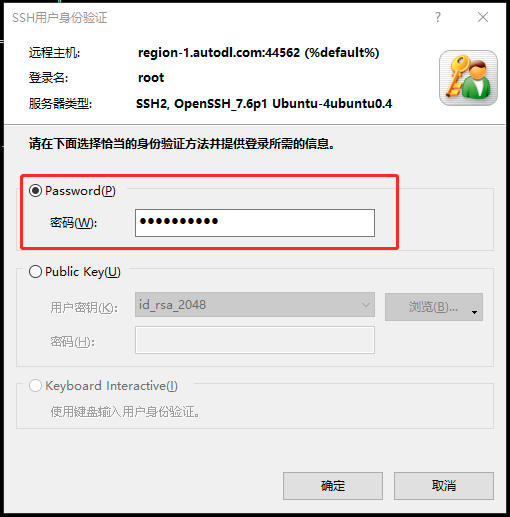 SSH用户身份验证
远程主机: region-1.autodl.com:44562 (%default%)
登录名: root
服务器类型: SSH2, OpenSSH_7.6p1 Ubuntu-4ubuntu0.4
请在下面选择恰当的身份验证方法并提供登录所需的信息。
Password(P)
密码(W): ●●●●●●●●●●
Public Key(U)
用户密钥(K): id_rsa_2048 浏览(B)...
密码(H):
Keyboard Interactive(I)
使用键盘输入用户身份验证。
确定 取消